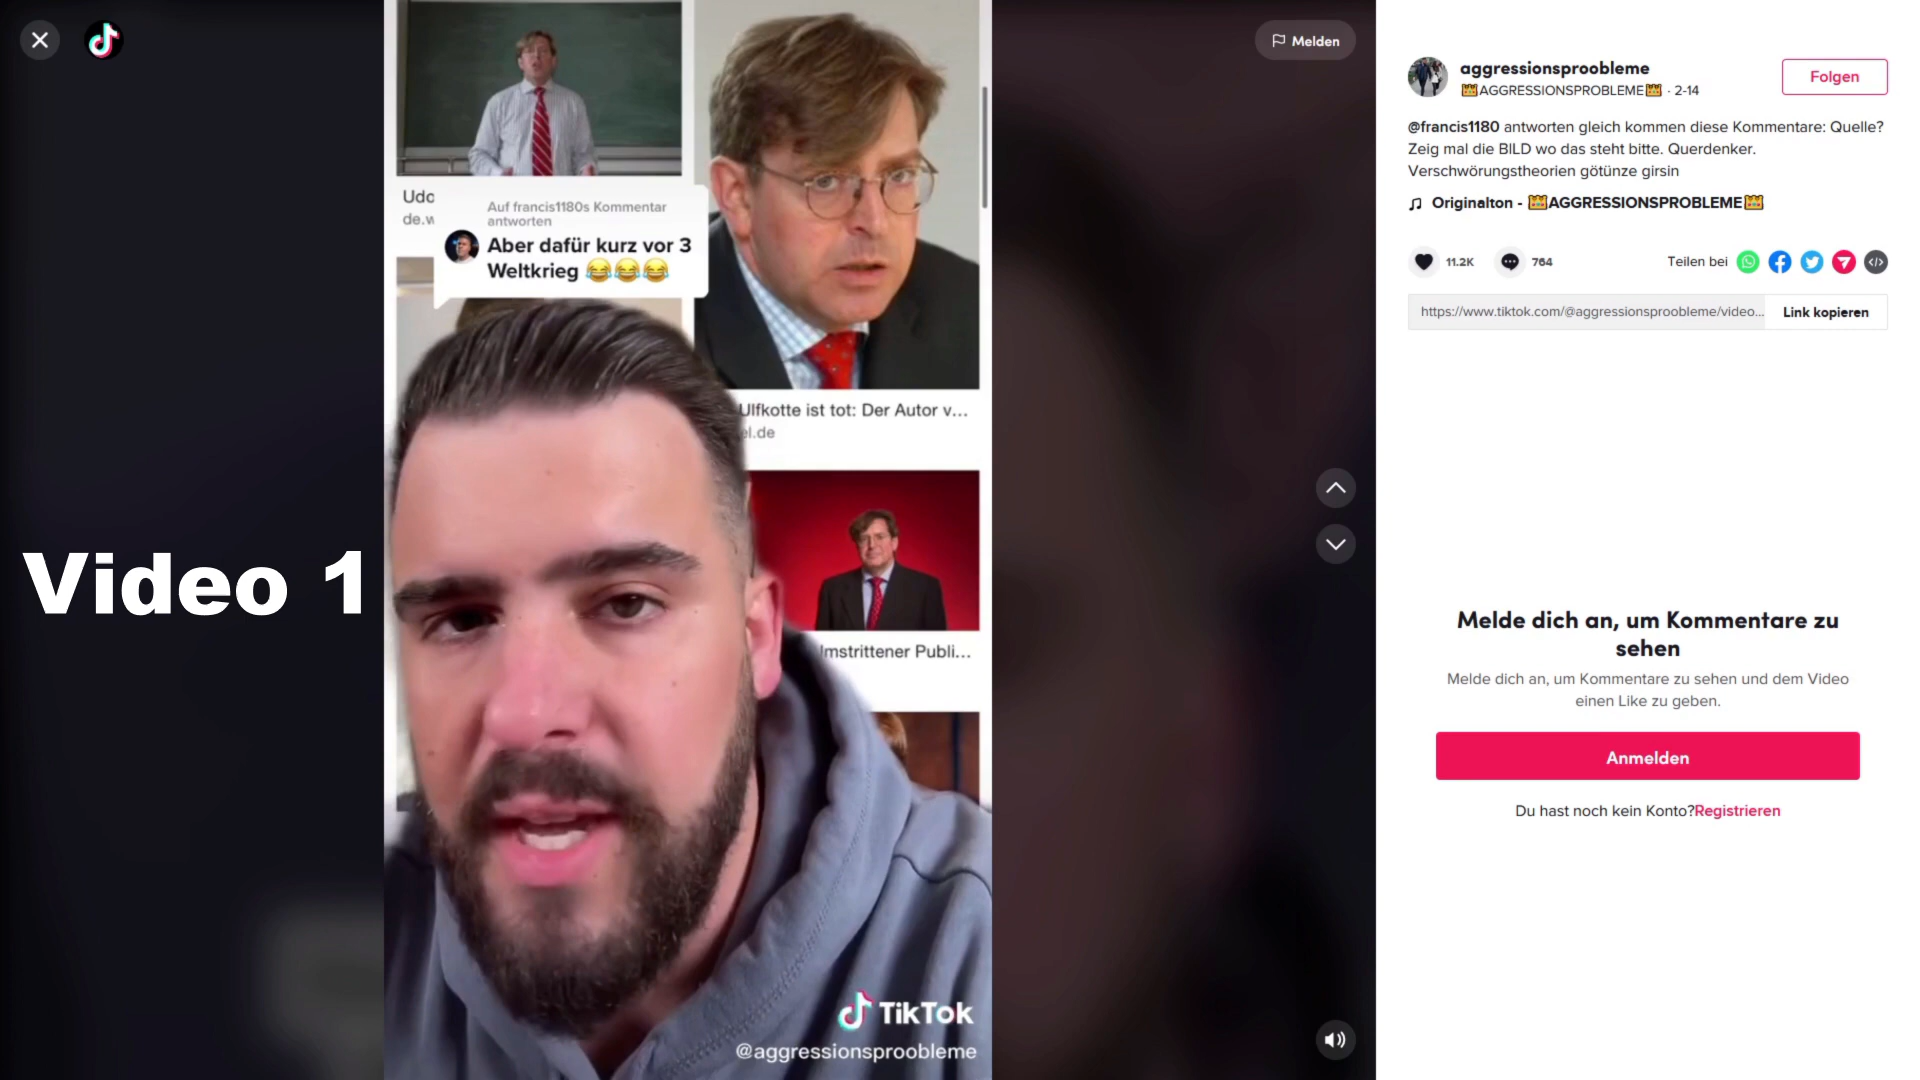 Melden
Udo
de.w
Auf francis1180s Kommentar
antworten
Aber dafür kurz vor 3
Weltkrieg 😂😂😂
Ulfkotte ist tot: Der Autor v...
el.de
Umstrittener Publi...
Video 1
TikTok
@aggressionsproobleme
aggressionsproobleme
AGGRESSIONSPROBLEME · 2-14
Folgen
@francis1180 antworten gleich kommen diese Kommentare: Quelle?
Zeig mal die BILD wo das steht bitte. Querdenker.
Verschwörungstheorien götünze girsin
Originalton - AGGRESSIONSPROBLEME
11.2K
764
Teilen bei
https://www.tiktok.com/@aggressionsproobleme/video...
Link kopieren
Melde dich an, um Kommentare zu
sehen
Melde dich an, um Kommentare zu sehen und dem Video
einen Like zu geben.
Anmelden
Du hast noch kein Konto?Registrieren